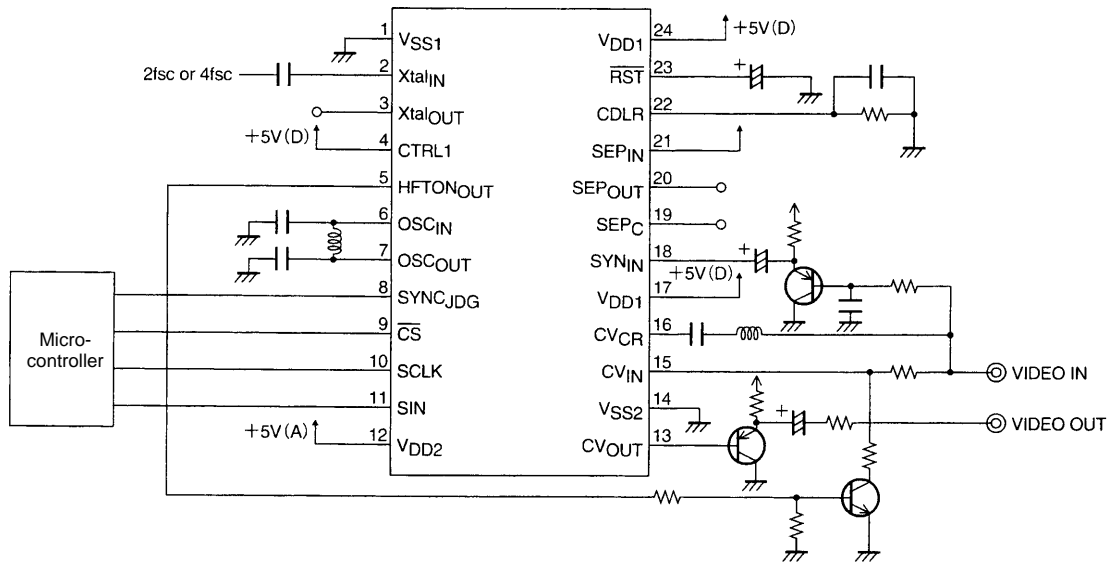 1 VSS1
2fsc or 4fsc 2 XtalIN
3 XtalOUT
+5V(D) 4 CTRL1
5 HFTONOUT
6 OSCIN
7 OSCOUT
8 SYNCJDG
9 CS
10 SCLK
11 SIN
+5V(A) 12 VDD2
Micro-
controller
VDD1 24 +5V(D)
RST 23 +
CDLR 22
SEPIN 21
SEPOUT 20
SEPC 19
SYNIN 18 +
VDD1 17 +5V(D)
CVCR 16
CVIN 15 VIDEO IN
VSS2 14
CVOUT 13 + VIDEO OUT